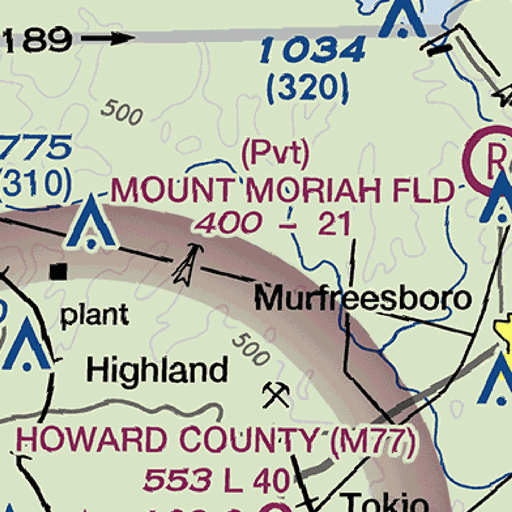 189
1034
(320)
500
775
(310)
(Pvt)
MOUNT MORIAH FLD
400 - 21
R
Murfreesboro
plant
500
Highland
HOWARD COUNTY (M77)
553 L 40
Tokio